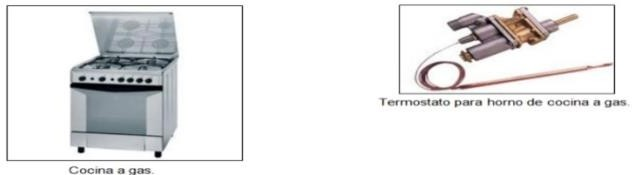 Termostato para horno de cocina a gas.
Cocina a gas.